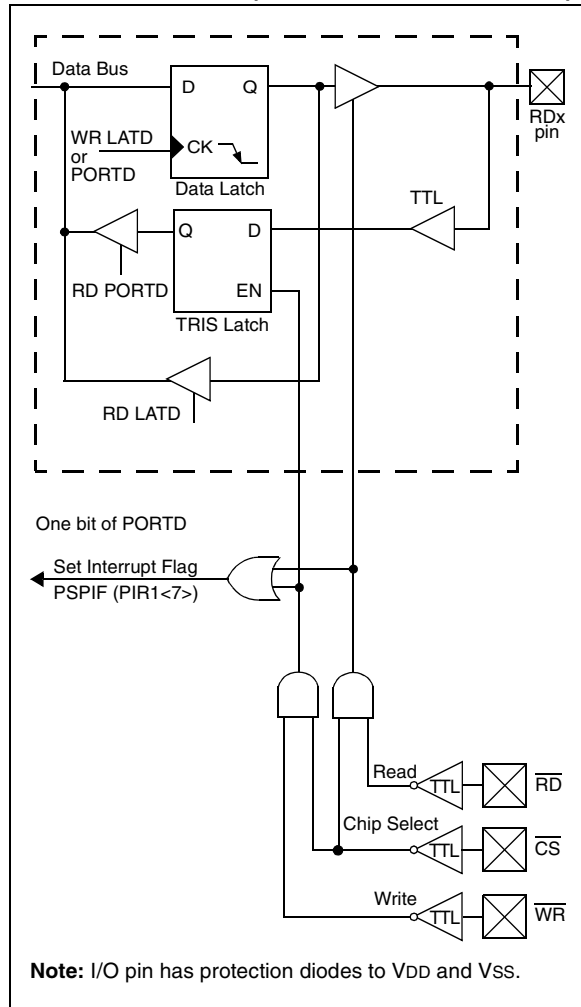 Data Bus
D Q
RDx
pin
WR LATD
or
PORTD
CK
Data Latch
TTL
Q D
RD PORTD
EN
TRIS Latch
RD LATD
One bit of PORTD
Set Interrupt Flag
PSPIF (PIR1<7>)
Read
TTL
RD
Chip Select
TTL
CS
Write
TTL
WR
Note: I/O pin has protection diodes to VDD and VSS.